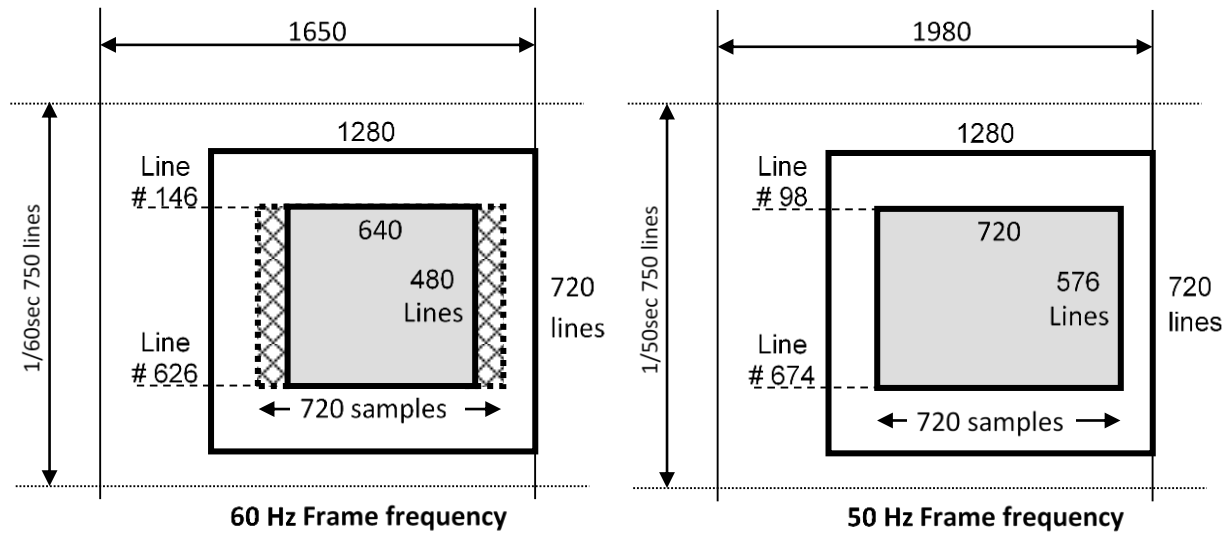 1650
1/60sec 750 lines
1280
Line
# 146
640
480
Lines
720
lines
Line
# 626
720 samples
60 Hz Frame frequency
1980
1/50sec 750 lines
1280
Line
# 98
720
576
Lines
720
lines
Line
# 674
720 samples
50 Hz Frame frequency